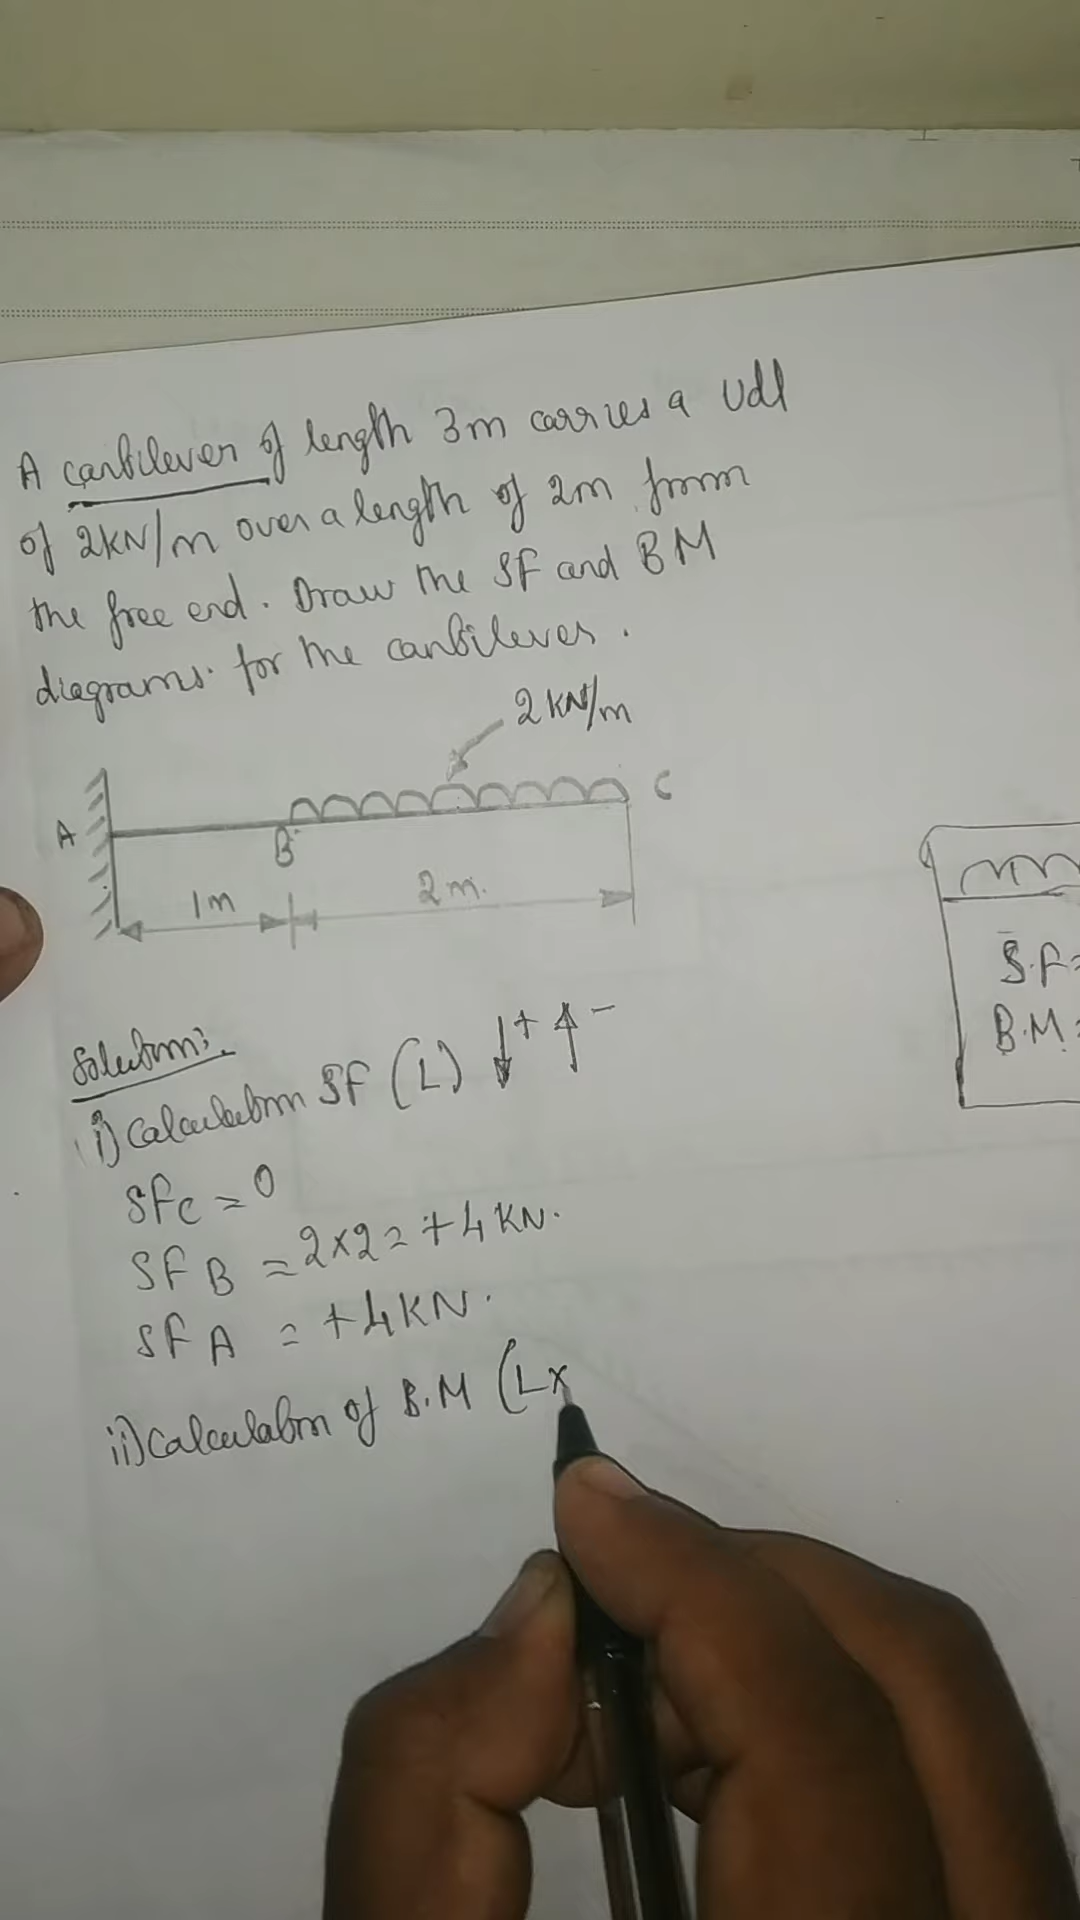 A cantilever of length 3m carries a Udl
of 2KN/m over a length of 2m from
the free end. Draw the SF and BM
diagrams. for the cantilever.
2 KN/m
A
B
C
1m
2m.
Solution:
i) Calculation SF (L) ↓+ ↑-
SFC = 0
SF B = 2×2 = +4 KN.
SF A = +4KN.
ii) Calculation of B.M (L×
S.F =
B.M =